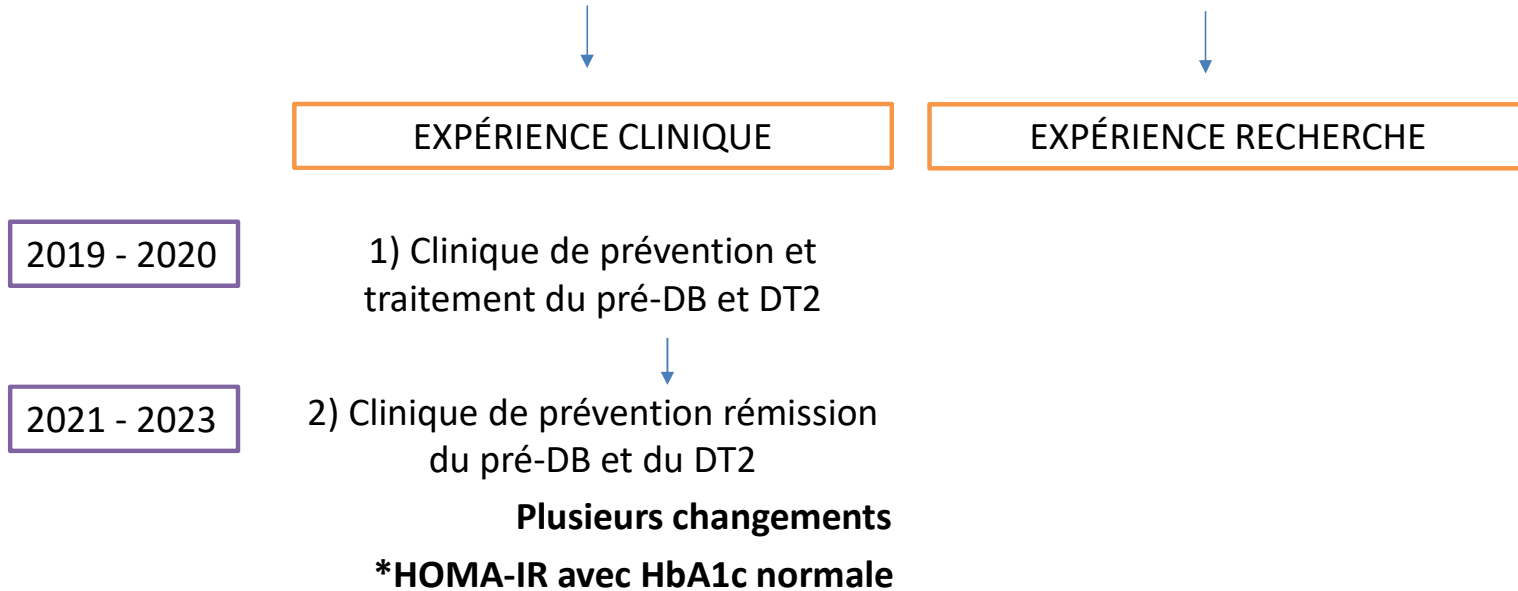 EXPÉRIENCE CLINIQUE
EXPÉRIENCE RECHERCHE
2019 - 2020
1) Clinique de prévention et
traitement du pré-DB et DT2
2021 - 2023
2) Clinique de prévention rémission
du pré-DB et du DT2
Plusieurs changements
*HOMA-IR avec HbA1c normale